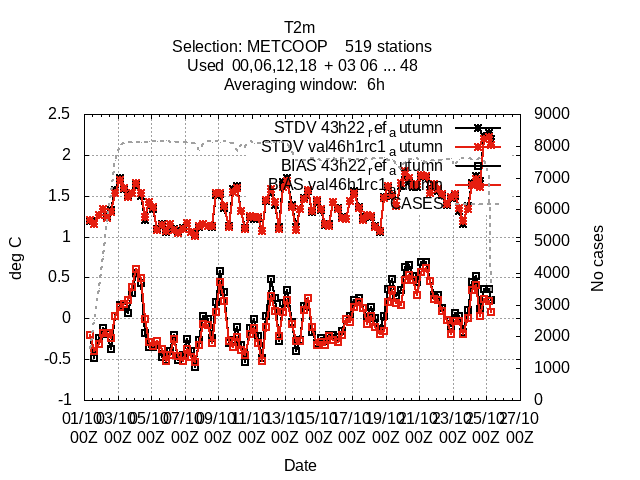 T2m
Selection: METCOOP 519 stations
Used 00,06,12,18 + 03 06 ... 48
Averaging window: 6h
deg C
No cases
2.5
2
1.5
1
0.5
0
-0.5
-1
9000
8000
7000
6000
5000
4000
3000
2000
1000
0
STDV 43h22refautumn
STDV val46h1rc1autumn
BIAS 43h22refautumn
BIAS val46h1rc1autumn
CASES
01/10 03/10 05/10 07/10 09/10 11/10 13/10 15/10 17/10 19/10 21/10 23/10 25/10 27/10
00Z 00Z 00Z 00Z 00Z 00Z 00Z 00Z 00Z 00Z 00Z 00Z 00Z 00Z
Date